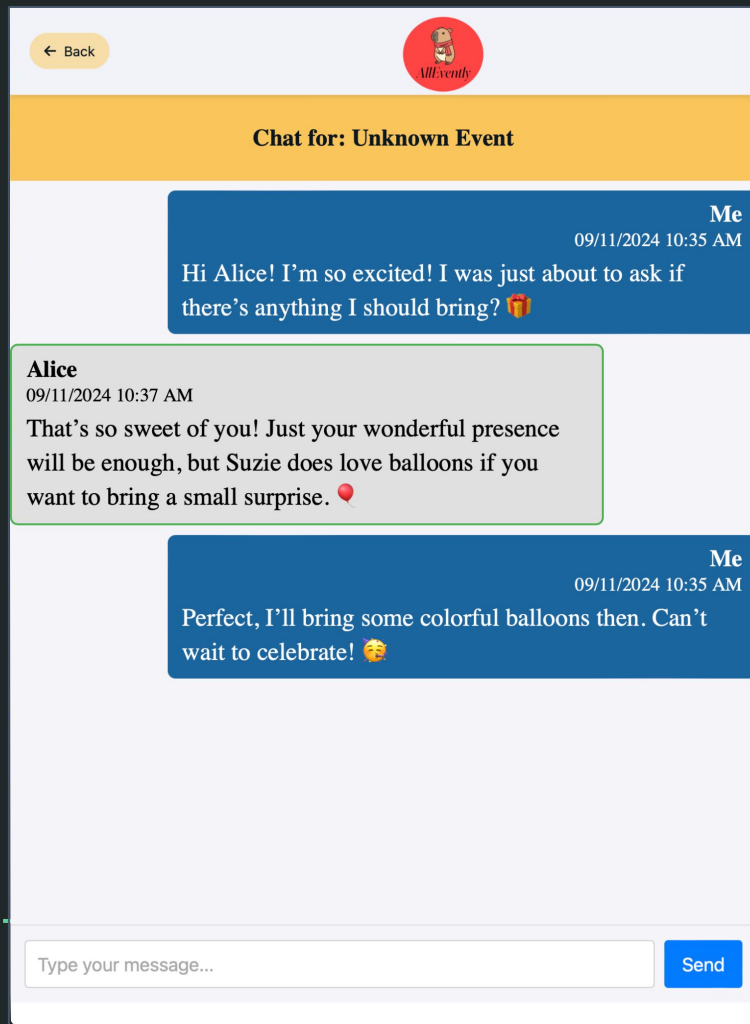 ← Back
AllEvently
Chat for: Unknown Event
Me
09/11/2024 10:35 AM
Hi Alice! I’m so excited! I was just about to ask if
there’s anything I should bring? 🎁
Alice
09/11/2024 10:37 AM
That’s so sweet of you! Just your wonderful presence
will be enough, but Suzie does love balloons if you
want to bring a small surprise. 🎈
Me
09/11/2024 10:35 AM
Perfect, I’ll bring some colorful balloons then. Can’t
wait to celebrate! 🥳
Type your message...
Send